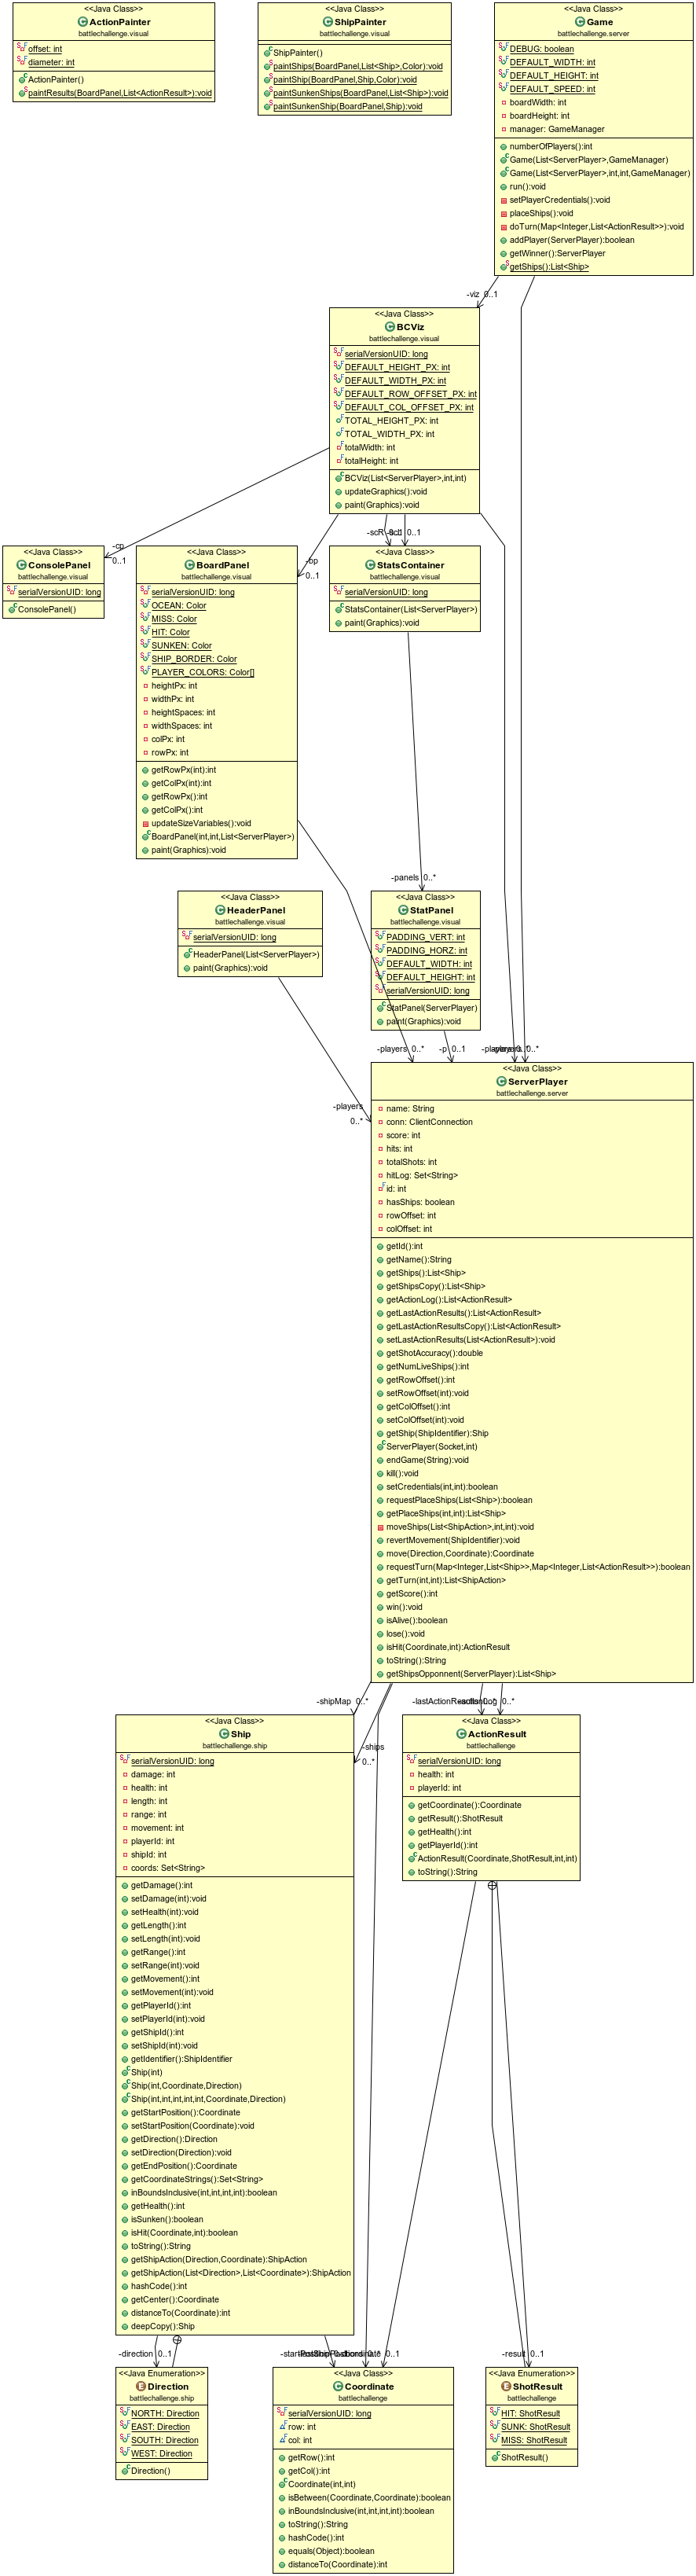 <<Java Class>>
ActionPainter
battlechallenge.visual
offset: int
diameter: int
ActionPainter()
paintResults(BoardPanel,List<ActionResult>):void
<<Java Class>>
ShipPainter
battlechallenge.visual
ShipPainter()
paintShips(BoardPanel,List<Ship>,Color):void
paintShip(BoardPanel,Ship,Color):void
paintSunkenShips(BoardPanel,List<Ship>):void
paintSunkenShip(BoardPanel,Ship):void
<<Java Class>>
Game
battlechallenge.server
DEBUG: boolean
DEFAULT_WIDTH: int
DEFAULT_HEIGHT: int
DEFAULT_SPEED: int
boardWidth: int
boardHeight: int
manager: GameManager
numberOfPlayers():int
Game(List<ServerPlayer>,GameManager)
Game(List<ServerPlayer>,int,int,GameManager)
run():void
setPlayerCredentials():void
placeShips():void
doTurn(Map<Integer,List<ActionResult>>):void
addPlayer(ServerPlayer):boolean
getWinner():ServerPlayer
getShips():List<Ship>
-viz 0..1
<<Java Class>>
BCViz
battlechallenge.visual
serialVersionUID: long
DEFAULT_HEIGHT_PX: int
DEFAULT_WIDTH_PX: int
DEFAULT_ROW_OFFSET_PX: int
DEFAULT_COL_OFFSET_PX: int
TOTAL_HEIGHT_PX: int
TOTAL_WIDTH_PX: int
totalWidth: int
totalHeight: int
BCViz(List<ServerPlayer>,int,int)
updateGraphics():void
paint(Graphics):void
-cp
0..1
-bp
0..1
-scR
0..1
<<Java Class>>
ConsolePanel
battlechallenge.visual
serialVersionUID: long
ConsolePanel()
<<Java Class>>
BoardPanel
battlechallenge.visual
serialVersionUID: long
OCEAN: Color
MISS: Color
HIT: Color
SUNKEN: Color
SHIP_BORDER: Color
PLAYER_COLORS: Color[]
heightPx: int
widthPx: int
heightSpaces: int
widthSpaces: int
colPx: int
rowPx: int
getRowPx(int):int
getColPx(int):int
getRowPx():int
getColPx():int
updateSizeVariables():void
BoardPanel(int,int,List<ServerPlayer>)
paint(Graphics):void
<<Java Class>>
StatsContainer
battlechallenge.visual
serialVersionUID: long
StatsContainer(List<ServerPlayer>)
paint(Graphics):void
-panels 0..*
<<Java Class>>
HeaderPanel
battlechallenge.visual
serialVersionUID: long
HeaderPanel(List<ServerPlayer>)
paint(Graphics):void
<<Java Class>>
StatPanel
battlechallenge.visual
PADDING_VERT: int
PADDING_HORZ: int
DEFAULT_WIDTH: int
DEFAULT_HEIGHT: int
serialVersionUID: long
StatPanel(ServerPlayer)
paint(Graphics):void
-players 0..*
-p 0..1
0..*
-players
0..*
<<Java Class>>
ServerPlayer
battlechallenge.server
name: String
conn: ClientConnection
score: int
hits: int
totalShots: int
hitLog: Set<String>
id: int
hasShips: boolean
rowOffset: int
colOffset: int
getId():int
getName():String
getShips():List<Ship>
getShipsCopy():List<Ship>
getActionLog():List<ActionResult>
getLastActionResults():List<ActionResult>
getLastActionResultsCopy():List<ActionResult>
setLastActionResults(List<ActionResult>):void
getShotAccuracy():double
getNumLiveShips():int
getRowOffset():int
setRowOffset(int):void
getColOffset():int
setColOffset(int):void
getShip(ShipIdentifier):Ship
ServerPlayer(Socket,int)
endGame(String):void
kill():void
setCredentials(int,int):boolean
requestPlaceShips(List<Ship>):boolean
getPlaceShips(int,int):List<Ship>
moveShips(List<ShipAction>,int,int):void
revertMovement(ShipIdentifier):void
move(Direction,Coordinate):Coordinate
requestTurn(Map<Integer,List<Ship>>,Map<Integer,List<ActionResult>>):boolean
getTurn(int,int):List<ShipAction>
getScore():int
win():void
isAlive():boolean
lose():void
isHit(Coordinate,int):ActionResult
toString():String
getShipsOpponnent(ServerPlayer):List<Ship>
-shipMap 0..*
-ships
0..*
0..*
<<Java Class>>
Ship
battlechallenge.ship
serialVersionUID: long
damage: int
health: int
length: int
range: int
movement: int
playerId: int
shipId: int
coords: Set<String>
getDamage():int
setDamage(int):void
setHealth(int):void
getLength():int
setLength(int):void
getRange():int
setRange(int):void
getMovement():int
setMovement(int):void
getPlayerId():int
setPlayerId(int):void
getShipId():int
setShipId(int):void
getIdentifier():ShipIdentifier
Ship(int)
Ship(int,Coordinate,Direction)
Ship(int,int,int,int,int,Coordinate,Direction)
getStartPosition():Coordinate
setStartPosition(Coordinate):void
getDirection():Direction
setDirection(Direction):void
getEndPosition():Coordinate
getCoordinateStrings():Set<String>
inBoundsInclusive(int,int,int,int):boolean
getHealth():int
isSunken():boolean
isHit(Coordinate,int):boolean
toString():String
getShipAction(Direction,Coordinate):ShipAction
getShipAction(List<Direction>,List<Coordinate>):ShipAction
hashCode():int
getCenter():Coordinate
distanceTo(Coordinate):int
deepCopy():Ship
<<Java Class>>
ActionResult
battlechallenge
serialVersionUID: long
health: int
playerId: int
getCoordinate():Coordinate
getResult():ShotResult
getHealth():int
getPlayerId():int
ActionResult(Coordinate,ShotResult,int,int)
toString():String
-direction 0..1
0..1
-result 0..1
<<Java Enumeration>>
Direction
battlechallenge.ship
NORTH: Direction
EAST: Direction
SOUTH: Direction
WEST: Direction
Direction()
<<Java Class>>
Coordinate
battlechallenge
serialVersionUID: long
row: int
col: int
getRow():int
getCol():int
Coordinate(int,int)
isBetween(Coordinate,Coordinate):boolean
inBoundsInclusive(int,int,int,int):boolean
toString():String
hashCode():int
equals(Object):boolean
distanceTo(Coordinate):int
<<Java Enumeration>>
ShotResult
battlechallenge
HIT: ShotResult
SUNK: ShotResult
MISS: ShotResult
ShotResult()